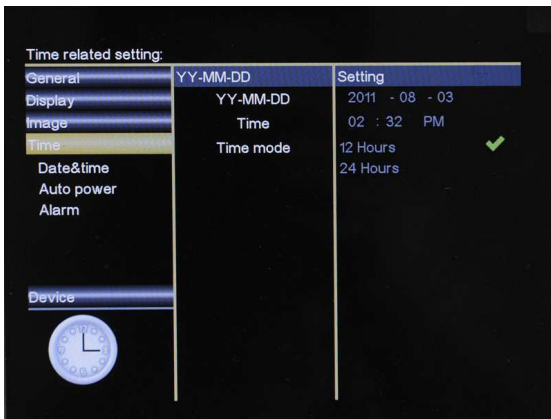 Time related setting:
General
Display
Image
Time
Date&time
Auto power
Alarm
Device
YY-MM-DD
YY-MM-DD
Time
Time mode
Setting
2011 - 08 - 03
02 : 32 PM
12 Hours
24 Hours